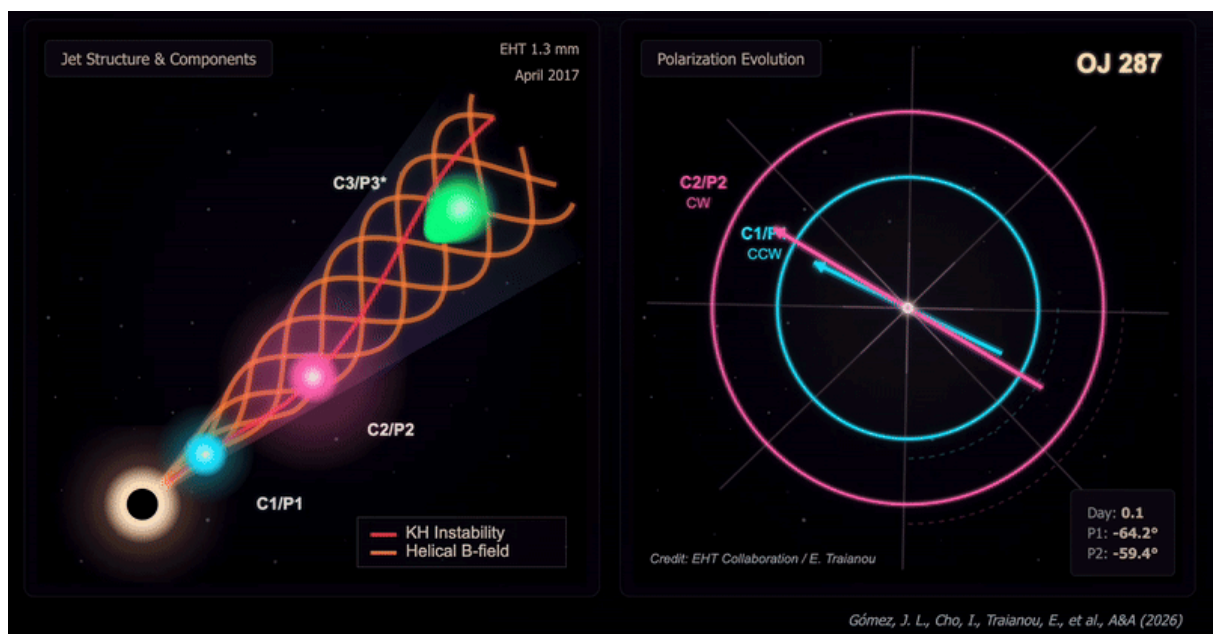 Jet Structure & Components
EHT 1.3 mm
April 2017
C3/P3*
C2/P2
C1/P1
KH Instability
Helical B-field
Polarization Evolution
OJ 287
C2/P2
CW
CCW
Day: 0.1
P1: -64.2°
P2: -59.4°
Credit: EHT Collaboration / E. Traianou
Gómez, J. L., Cho, I., Traianou, E., et al., A&A (2026)